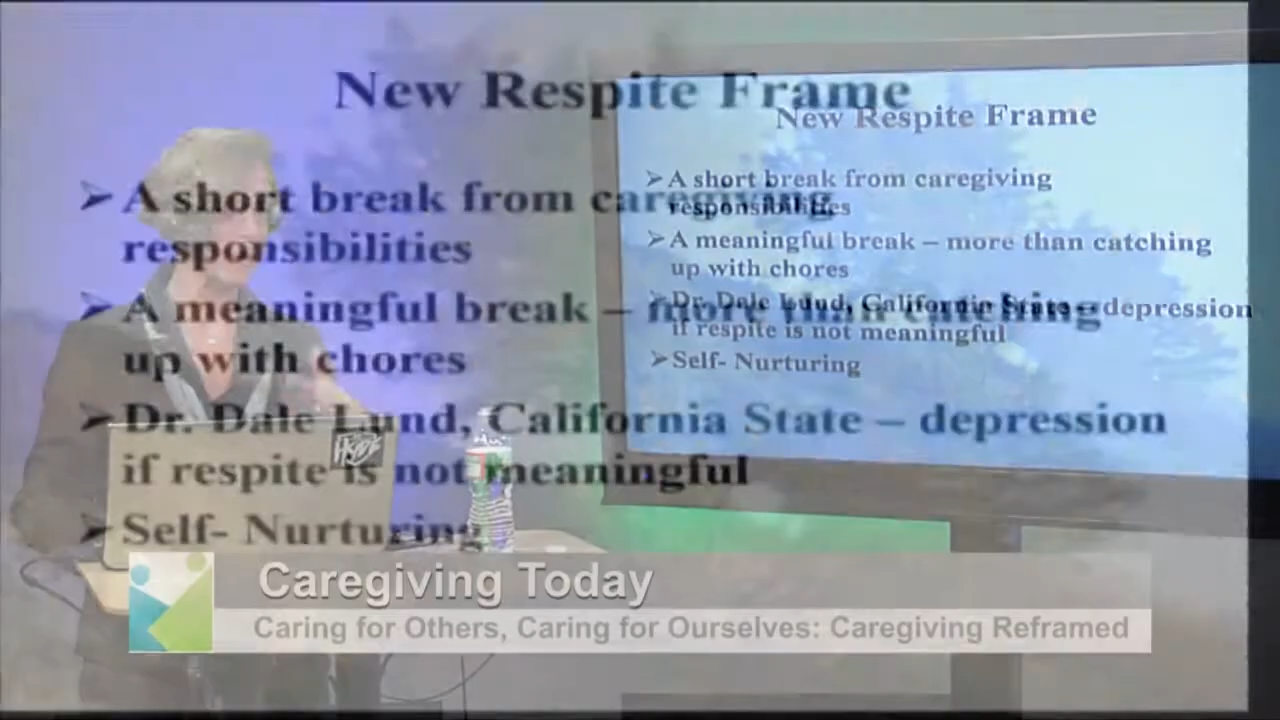 New Respite Frame
➢ A short break from caregiving
responsibilities
➢ A meaningful break – more than catching
up with chores
➢ Dr. Dale Lund, California State – depression
if respite is not meaningful
➢ Self- Nurturing
New Respite Frame
➢ A short break from caregiving
responsibilities
➢ A meaningful break – more than catching
up with chores
➢ Dr. Dale Lund, California State – depression
if respite is not meaningful
➢ Self- Nurturing
Caregiving Today
Caring for Others, Caring for Ourselves: Caregiving Reframed